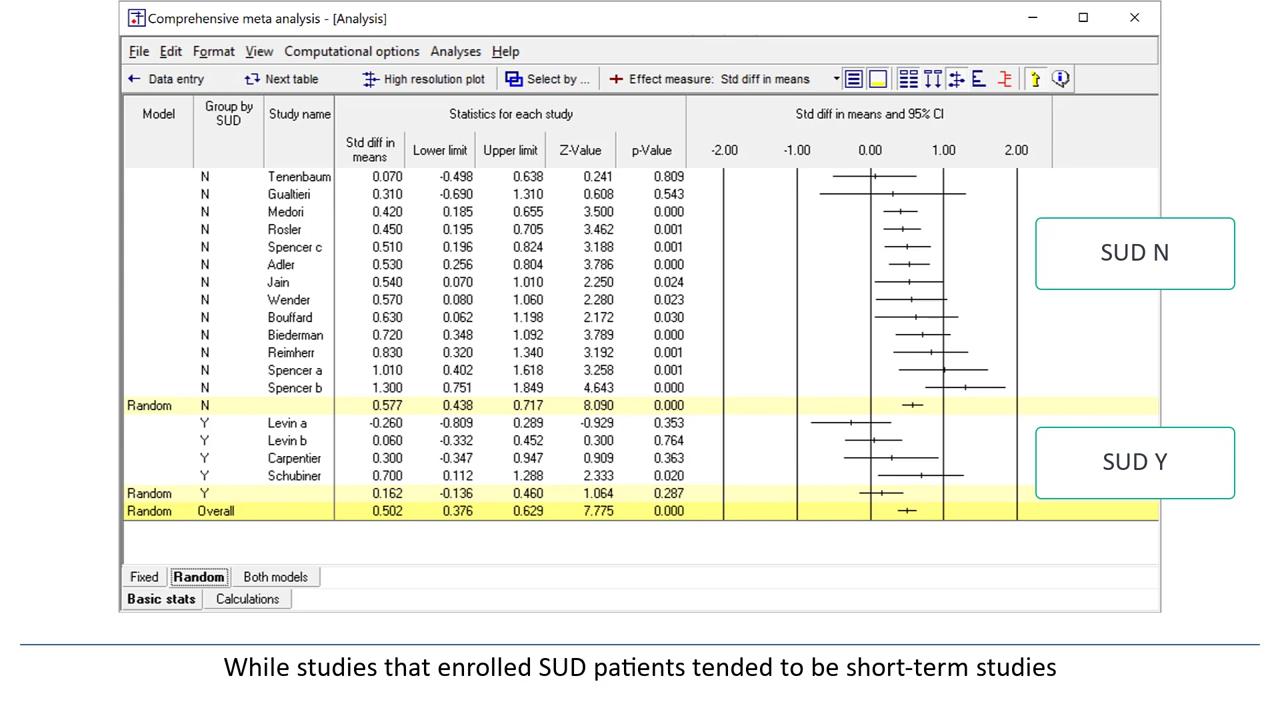 Comprehensive meta analysis - [Analysis]
File Edit Format View Computational options Analyses Help
Data entry Next table High resolution plot Select by ... Effect measure: Std diff in means
Model Group by SUD Study name Statistics for each study Std diff in means and 95% CI
Std diff in means Lower limit Upper limit Z-Value p-Value -2.00 -1.00 0.00 1.00 2.00
N Tenenbaum 0.070 -0.498 0.638 0.241 0.809
N Gualtieri 0.310 -0.690 1.310 0.608 0.543
N Medori 0.420 0.185 0.655 3.500 0.000
N Rosler 0.450 0.195 0.705 3.462 0.001
N Spencer c 0.510 0.196 0.824 3.188 0.001
N Adler 0.530 0.256 0.804 3.786 0.000
N Jain 0.540 0.070 1.010 2.250 0.024
N Wender 0.570 0.080 1.060 2.280 0.023
N Bouffard 0.630 0.062 1.198 2.172 0.030
N Biederman 0.720 0.348 1.092 3.789 0.000
N Reimherr 0.830 0.320 1.340 3.192 0.001
N Spencer a 1.010 0.402 1.618 3.258 0.001
N Spencer b 1.300 0.751 1.849 4.643 0.000
Random N 0.577 0.438 0.717 8.090 0.000
Y Levin a -0.260 -0.809 0.289 -0.929 0.353
Y Levin b 0.060 -0.332 0.452 0.300 0.764
Y Carpentier 0.300 -0.347 0.947 0.909 0.363
Y Schubiner 0.700 0.112 1.288 2.333 0.020
Random Y 0.162 -0.136 0.460 1.064 0.287
Random Overall 0.502 0.376 0.629 7.775 0.000
SUD N
SUD Y
Fixed Random Both models
Basic stats Calculations
While studies that enrolled SUD patients tended to be short-term studies